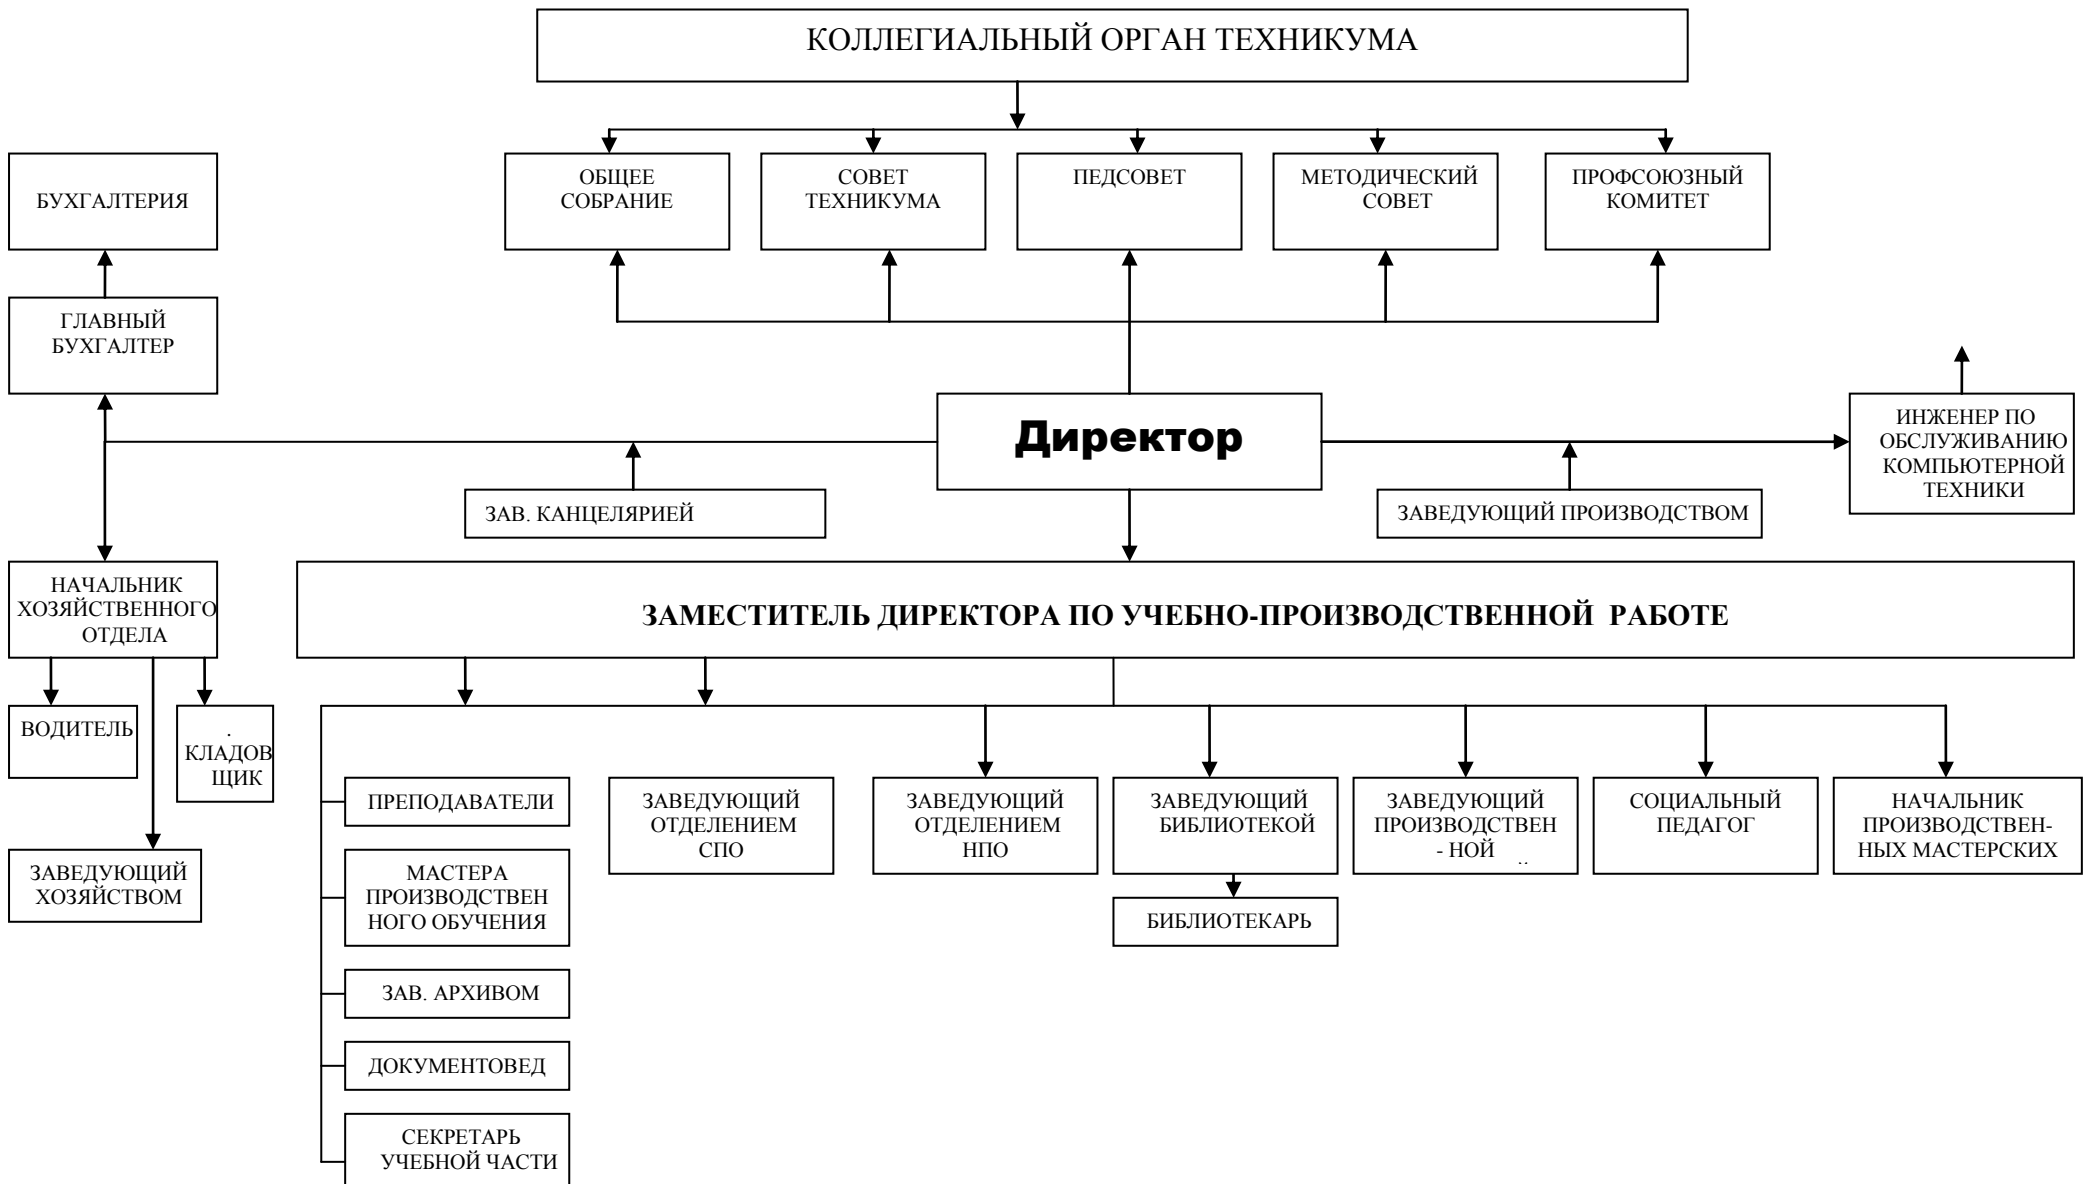 КОЛЛЕГИАЛЬНЫЙ ОРГАН ТЕХНИКУМА
БУХГАЛТЕРИЯ
ОБЩЕЕ
СОБРАНИЕ
СОВЕТ
ТЕХНИКУМА
ПЕДСОВЕТ
МЕТОДИЧЕСКИЙ
СОВЕТ
ПРОФСОЮЗНЫЙ
КОМИТЕТ
ГЛАВНЫЙ
БУХГАЛТЕР
Директор
ИНЖЕНЕР ПО
ОБСЛУЖИВАНИЮ
КОМПЬЮТЕРНОЙ
ТЕХНИКИ
ЗАВ. КАНЦЕЛЯРИЕЙ
ЗАВЕДУЮЩИЙ ПРОИЗВОДСТВОМ
НАЧАЛЬНИК
ХОЗЯЙСТВЕННОГО
ОТДЕЛА
ЗАМЕСТИТЕЛЬ ДИРЕКТОРА ПО УЧЕБНО-ПРОИЗВОДСТВЕННОЙ РАБОТЕ
ВОДИТЕЛЬ
.
КЛАДОВ
ЩИК
ЗАВЕДУЮЩИЙ
ХОЗЯЙСТВОМ
ПРЕПОДАВАТЕЛИ
МАСТЕРА
ПРОИЗВОДСТВЕН
НОГО ОБУЧЕНИЯ
ЗАВ. АРХИВОМ
ДОКУМЕНТОВЕД
СЕКРЕТАРЬ
УЧЕБНОЙ ЧАСТИ
ЗАВЕДУЮЩИЙ
ОТДЕЛЕНИЕМ
СПО
ЗАВЕДУЮЩИЙ
ОТДЕЛЕНИЕМ
НПО
ЗАВЕДУЮЩИЙ
БИБЛИОТЕКОЙ
БИБЛИОТЕКАРЬ
ЗАВЕДУЮЩИЙ
ПРОИЗВОДСТВЕН
- НОЙ
СОЦИАЛЬНЫЙ
ПЕДАГОГ
НАЧАЛЬНИК
ПРОИЗВОДСТВЕН-
НЫХ МАСТЕРСКИХ